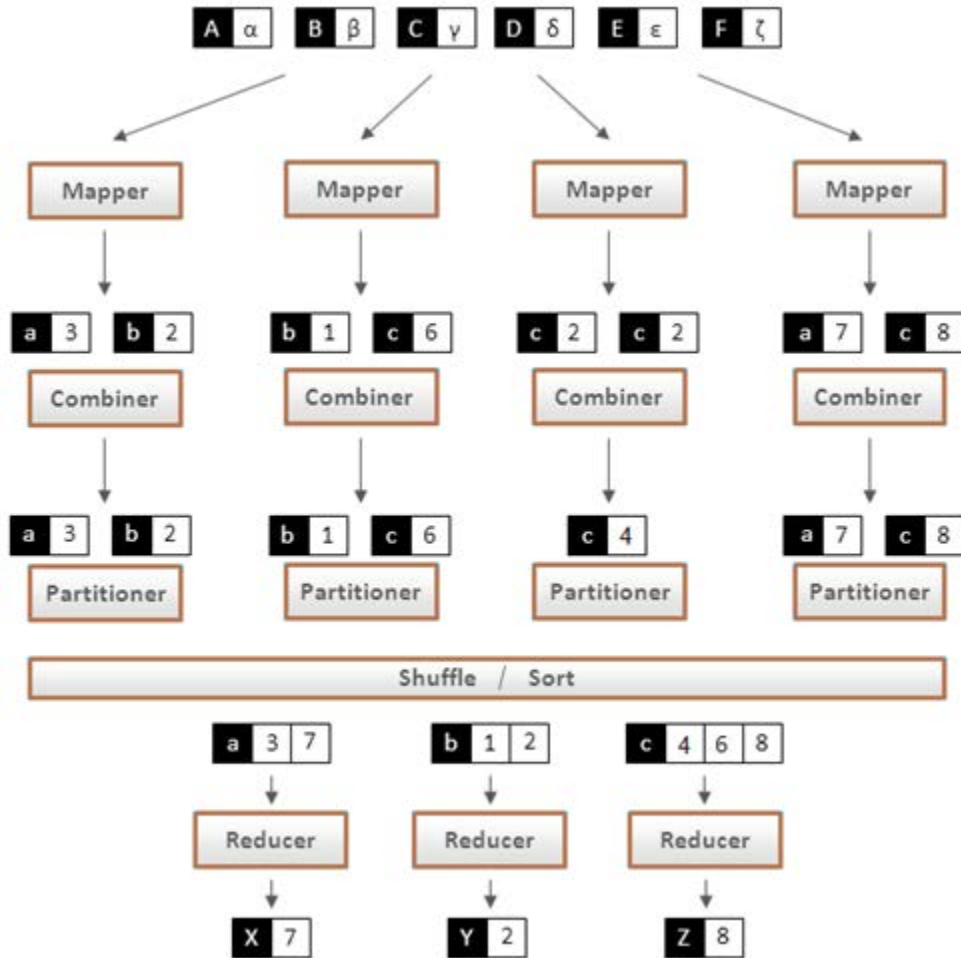 A α B β C γ D δ E ε F ζ
Mapper Mapper Mapper Mapper
a 3 b 2 b 1 c 6 c 2 c 2 a 7 c 8
Combiner Combiner Combiner Combiner
a 3 b 2 b 1 c 6 c 4 a 7 c 8
Partitioner Partitioner Partitioner Partitioner
Shuffle / Sort
a 3 7 b 1 2 c 4 6 8
Reducer Reducer Reducer
X 7 Y 2 Z 8